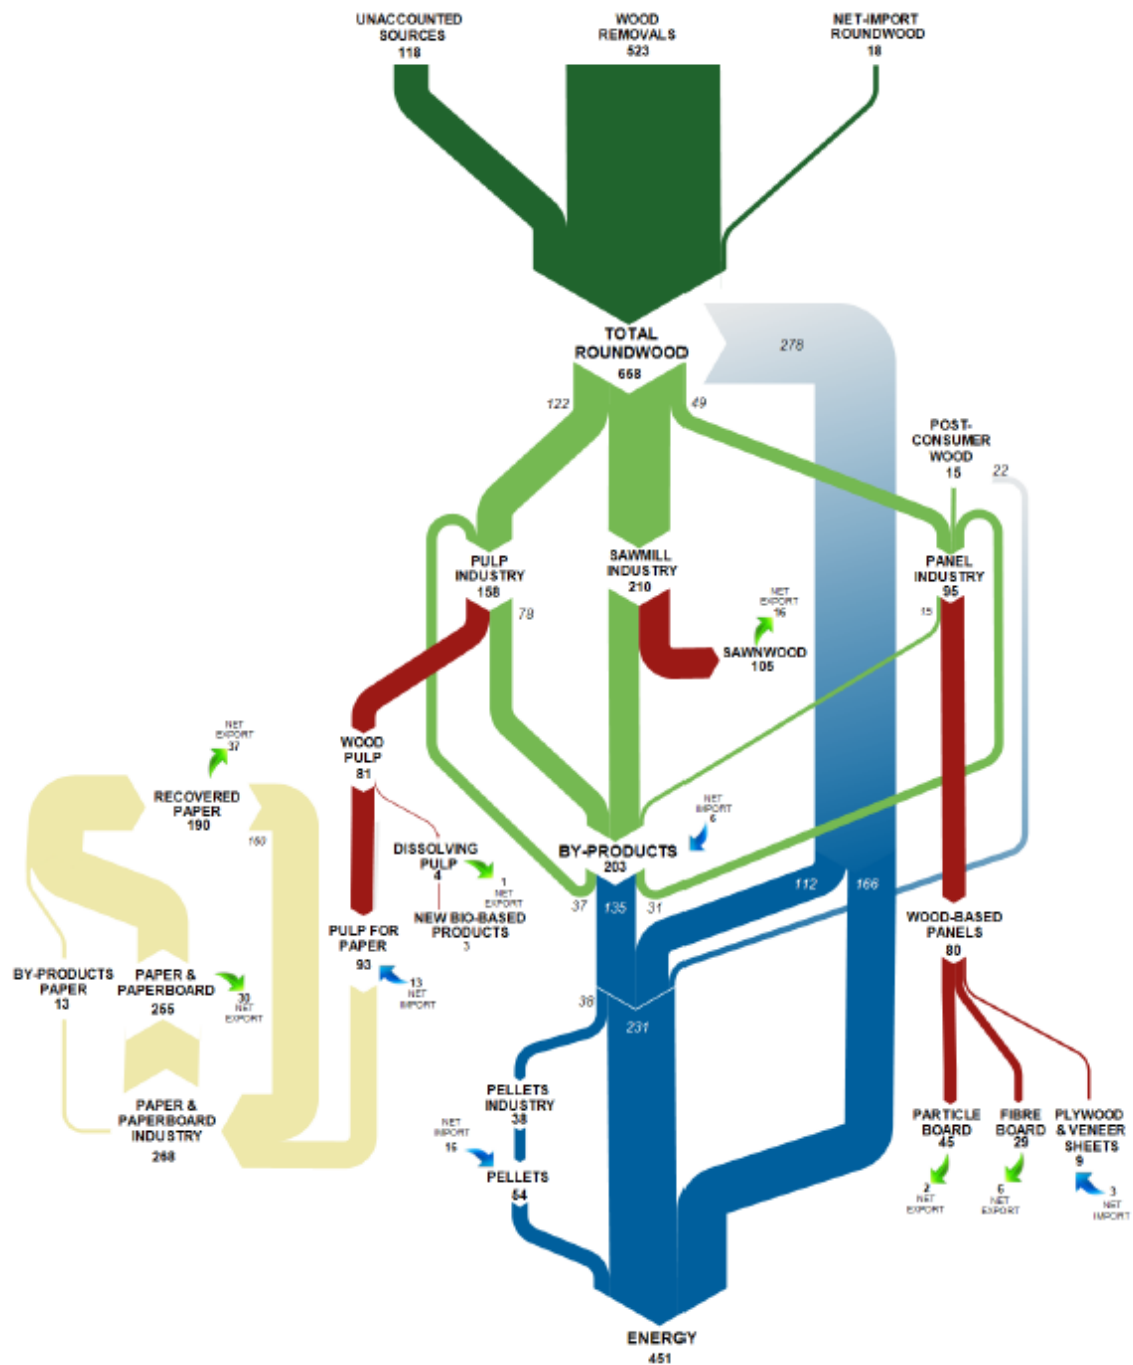 UNACCOUNTED
SOURCES
118
WOOD
REMOVALS
523
NET-IMPORT
ROUNDWOOD
18
TOTAL
ROUNDWOOD
668
278
122
49
POST-
CONSUMER
WOOD
15
22
PULP
INDUSTRY
158
SAWMILL
INDUSTRY
210
PANEL
INDUSTRY
95
78
15
NET
EXPORT
16
SAWNWOOD
105
NET
EXPORT
37
WOOD
PULP
81
RECOVERED
PAPER
190
160
NET
IMPORT
6
DISSOLVING
PULP
4
1
NET
EXPORT
BY-PRODUCTS
203
112
166
37
135
31
NEW BIO-BASED
PRODUCTS
3
PULP FOR
PAPER
93
13
NET
IMPORT
WOOD-BASED
PANELS
80
BY-PRODUCTS
PAPER
13
PAPER &
PAPERBOARD
255
30
NET
EXPORT
38
231
PAPER &
PAPERBOARD
INDUSTRY
268
PELLETS
INDUSTRY
38
NET
IMPORT
16
PELLETS
54
PARTICLE
BOARD
45
FIBRE
BOARD
29
PLYWOOD
& VENEER
SHEETS
9
2
NET
EXPORT
6
NET
EXPORT
3
NET
IMPORT
ENERGY
451